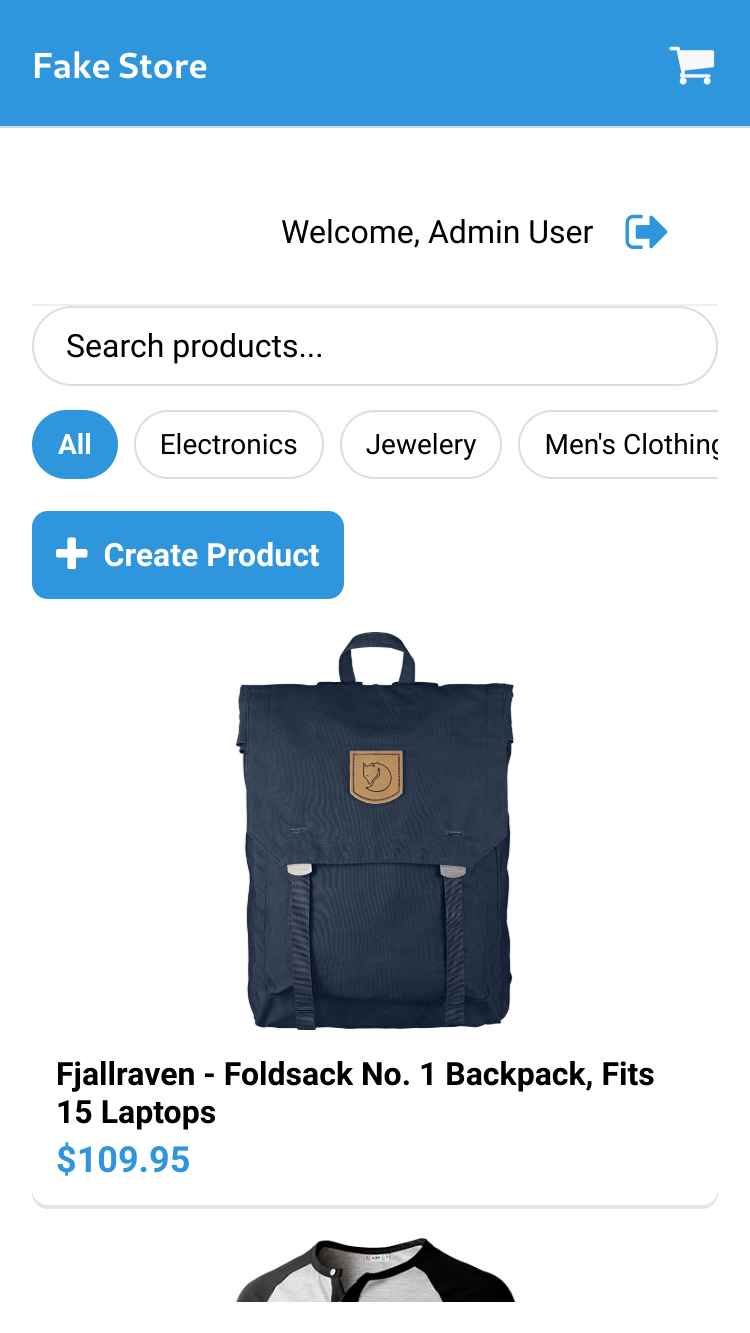 Fake Store
Welcome, Admin User
Search products...
All
Electronics
Jewelery
Men's Clothing
Create Product
Fjallraven - Foldsack No. 1 Backpack, Fits
15 Laptops
$109.95